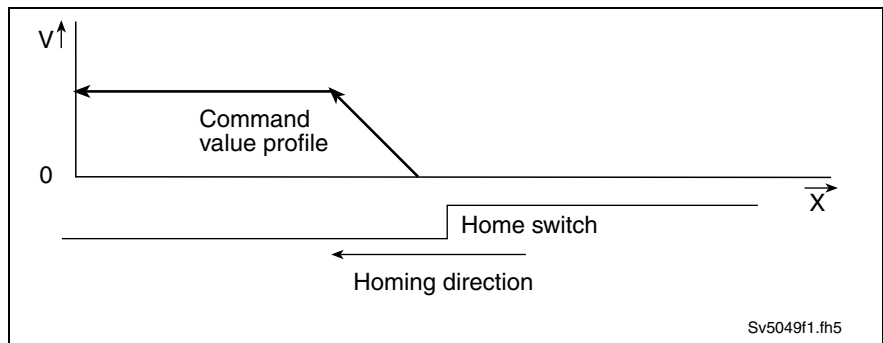 V
Command
value profile
0
X
Home switch
Homing direction
Sv5049f1.fh5